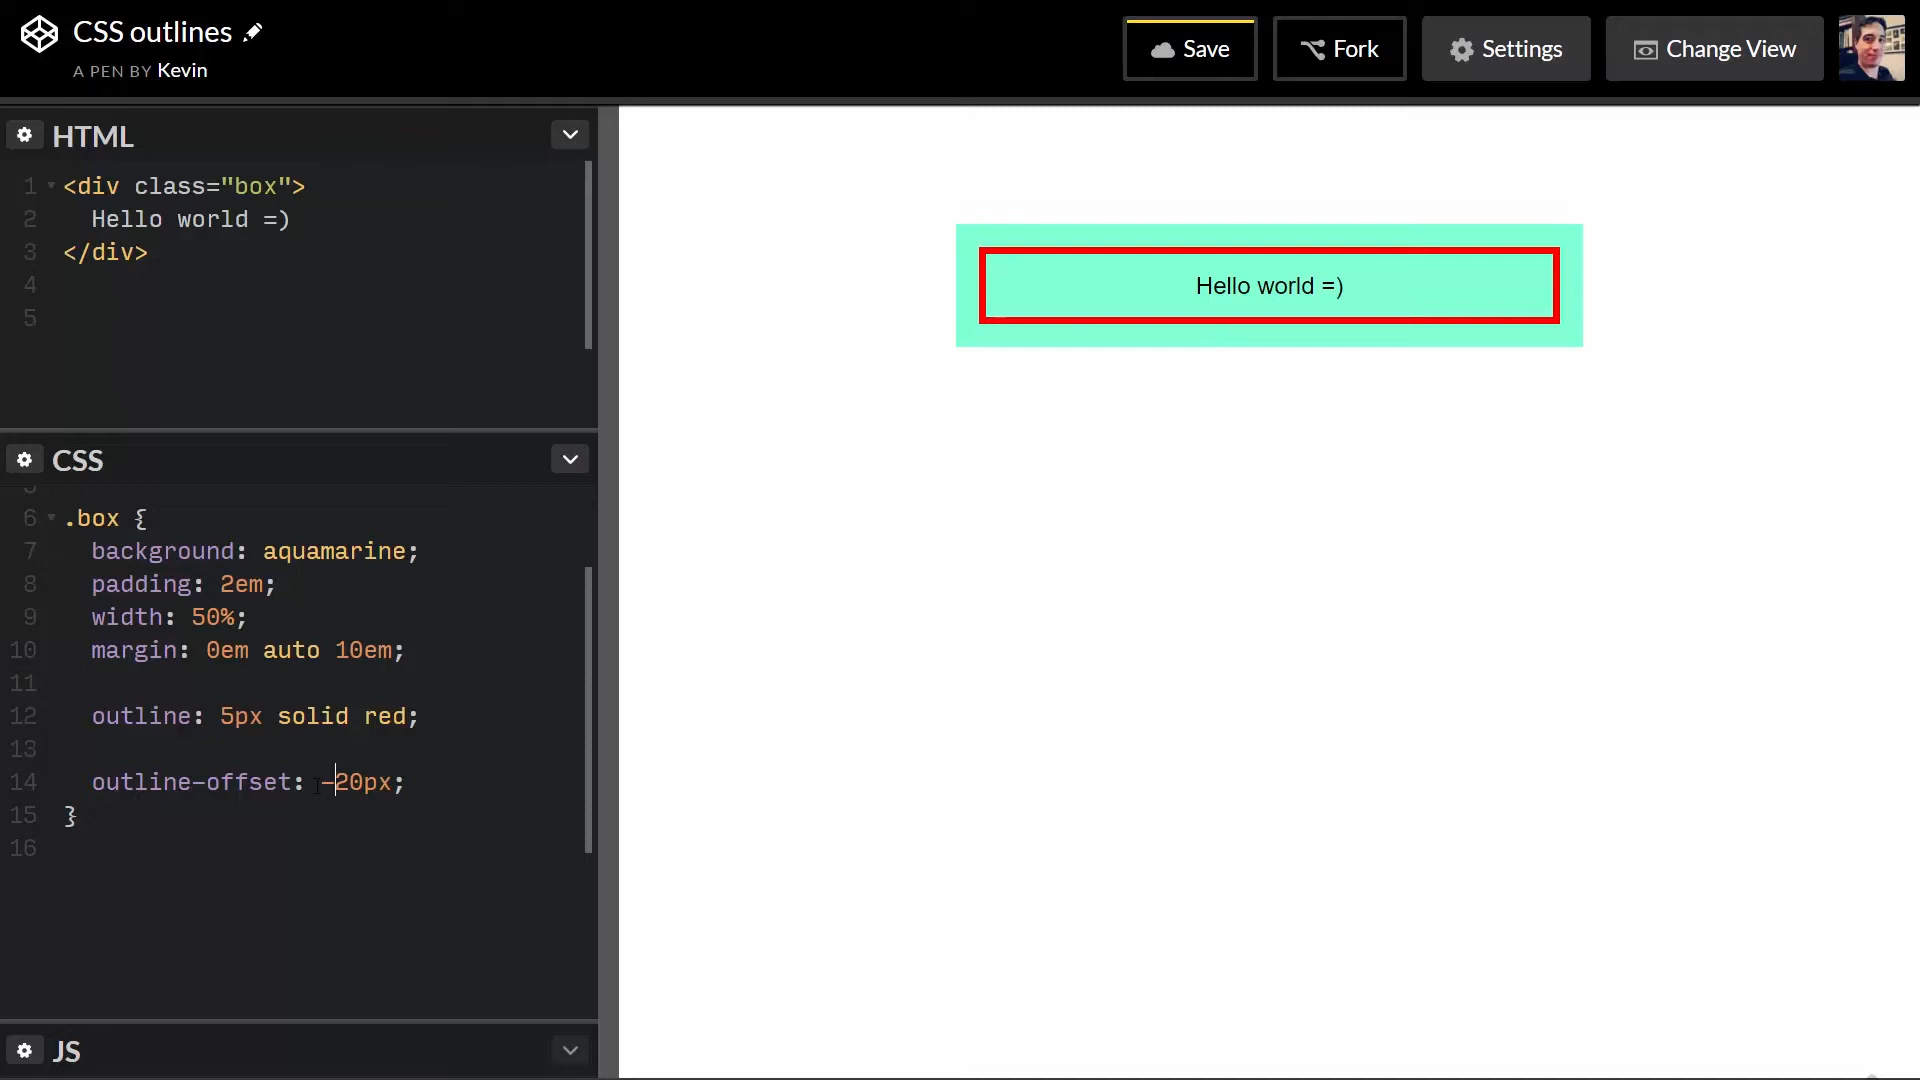 CSS outlines
A PEN BY Kevin
Save
Fork
Settings
Change View
HTML
1 <div class="box">
2 Hello world =)
3 </div>
4
5
CSS
6 .box {
7 background: aquamarine;
8 padding: 2em;
9 width: 50%;
10 margin: 0em auto 10em;
11
12 outline: 5px solid red;
13
14 outline-offset: -20px;
15 }
16
JS
Hello world =)